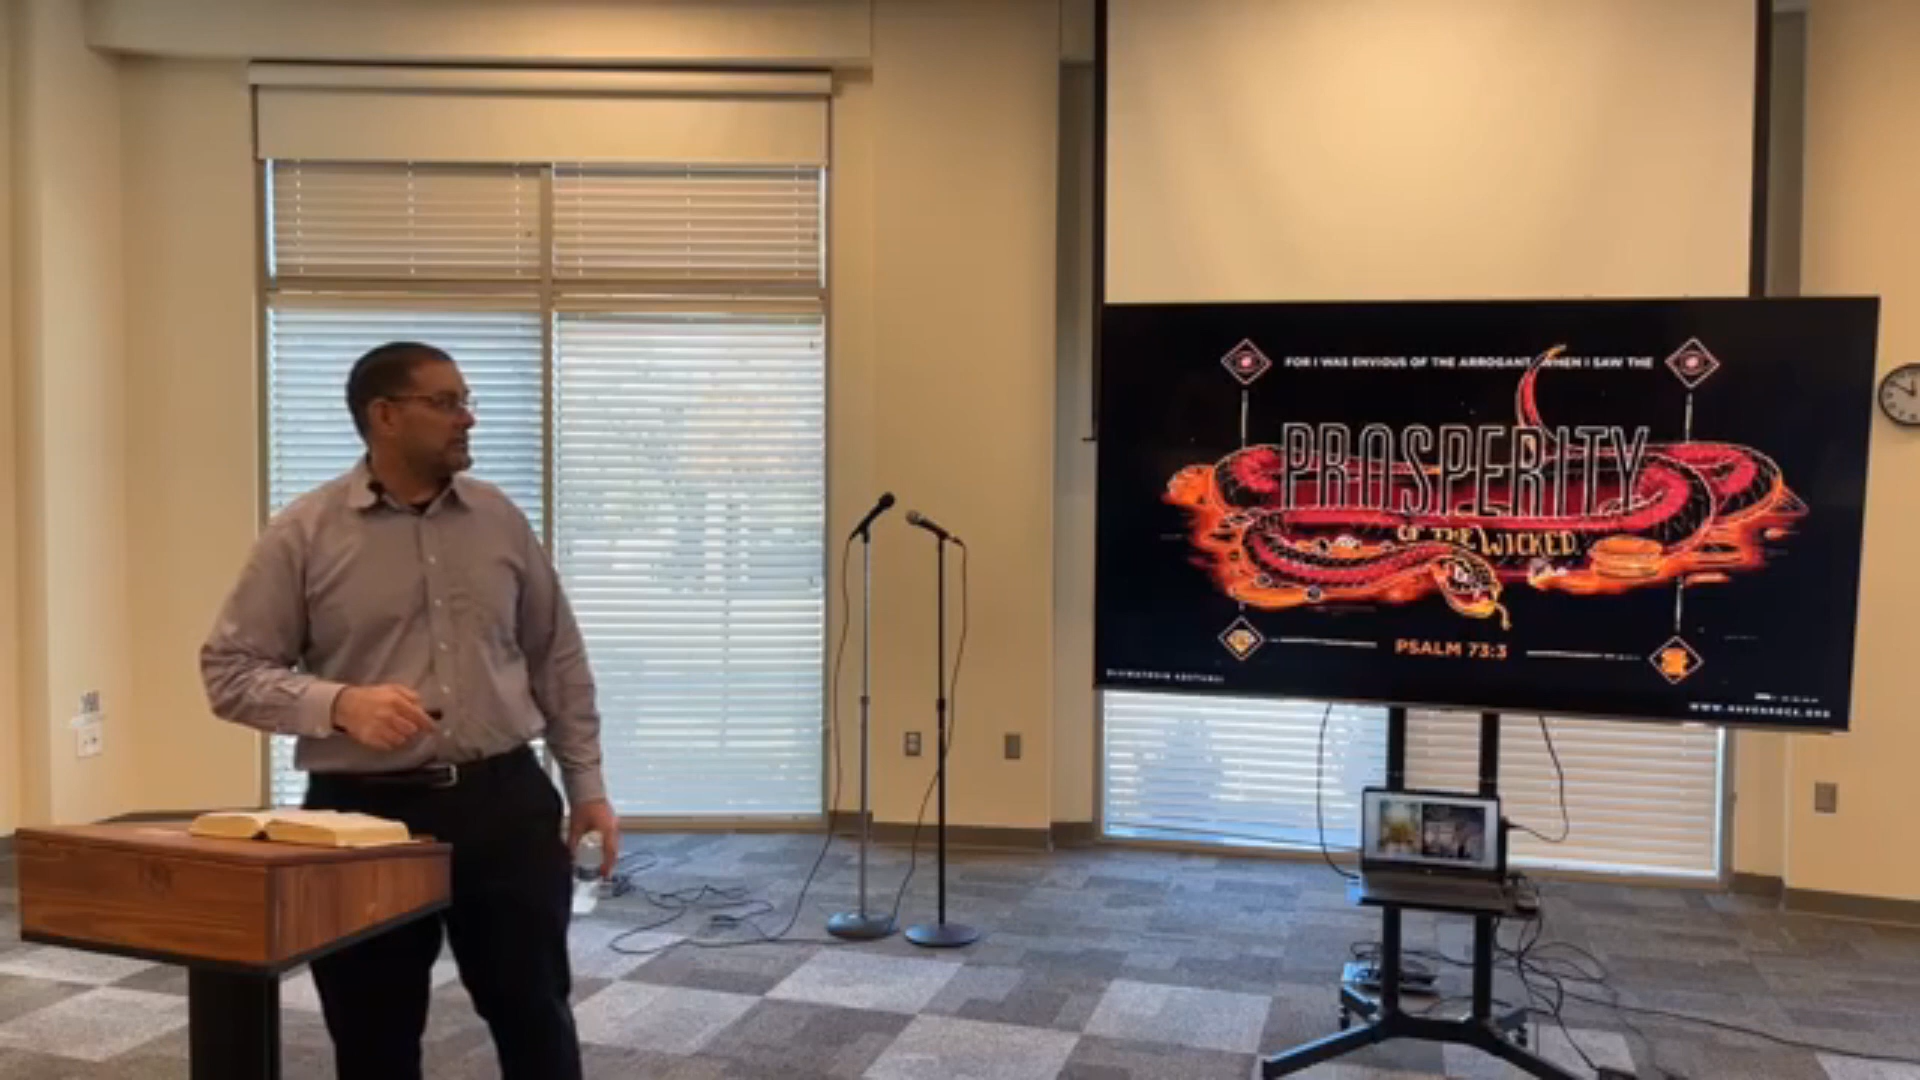 FOR I WAS ENVIOUS OF THE ARROGANT WHEN I SAW THE
PROSPERITY
OF THE WICKED.
PSALM 73:3